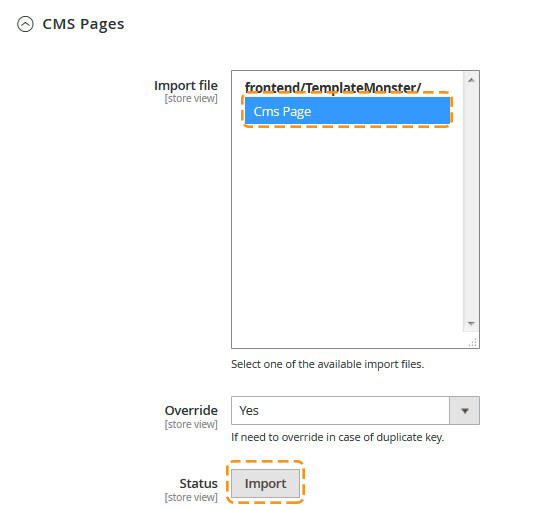 CMS Pages
Import file
[store view]
frontend/TemplateMonster/
Cms Page
Select one of the available import files.
Override
[store view]
Yes
If need to override in case of duplicate key.
Status
[store view]
Import